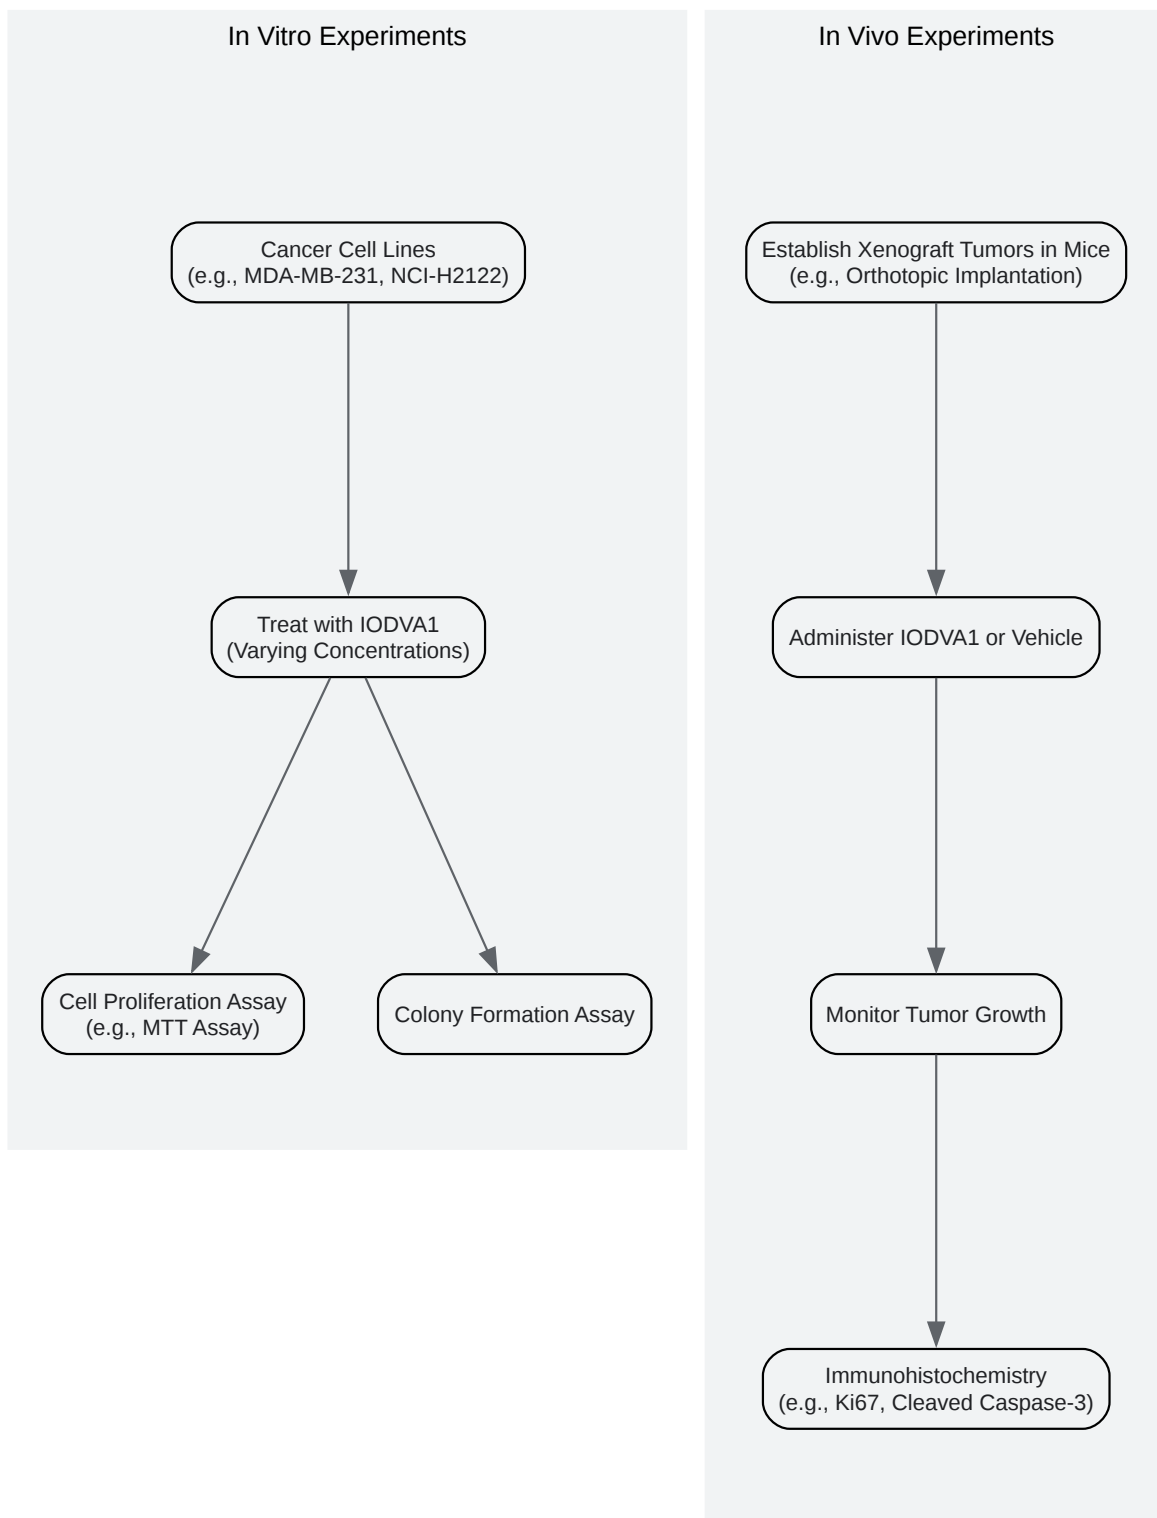 In Vitro Experiments
Cancer Cell Lines
(e.g., MDA-MB-231, NCI-H2122)
Treat with IODVA1
(Varying Concentrations)
Cell Proliferation Assay
(e.g., MTT Assay)
Colony Formation Assay
In Vivo Experiments
Establish Xenograft Tumors in Mice
(e.g., Orthotopic Implantation)
Administer IODVA1 or Vehicle
Monitor Tumor Growth
Immunohistochemistry
(e.g., Ki67, Cleaved Caspase-3)